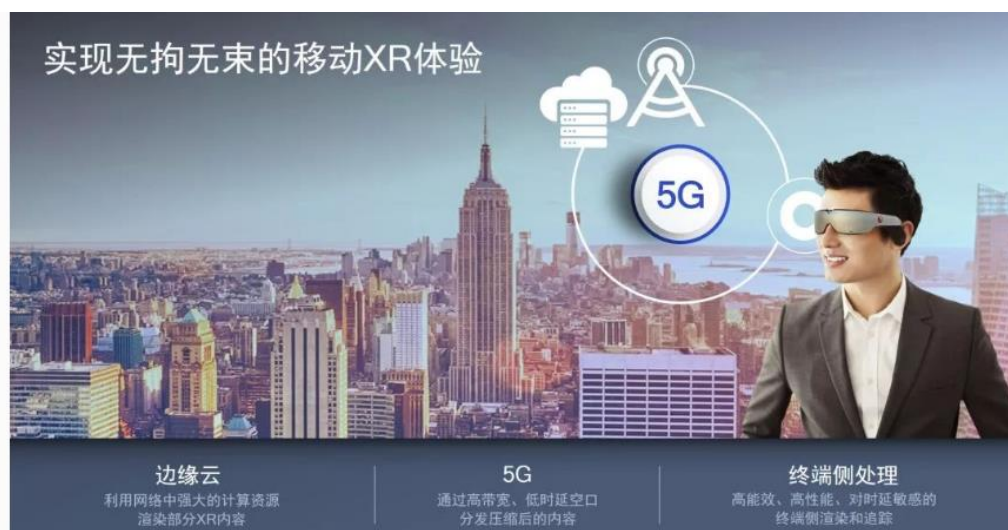 实现无拘无束的移动XR体验
5G
边缘云
利用网络中强大的计算资源
渲染部分XR内容
5G
通过高带宽、低时延空口
分发压缩后的内容
终端侧处理
高能效、高性能、对时延敏感的
终端侧渲染和追踪